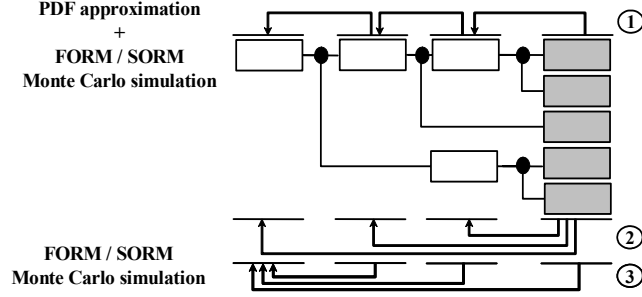 PDF approximation
+
FORM / SORM
Monte Carlo simulation
1
2
FORM / SORM
Monte Carlo simulation
3